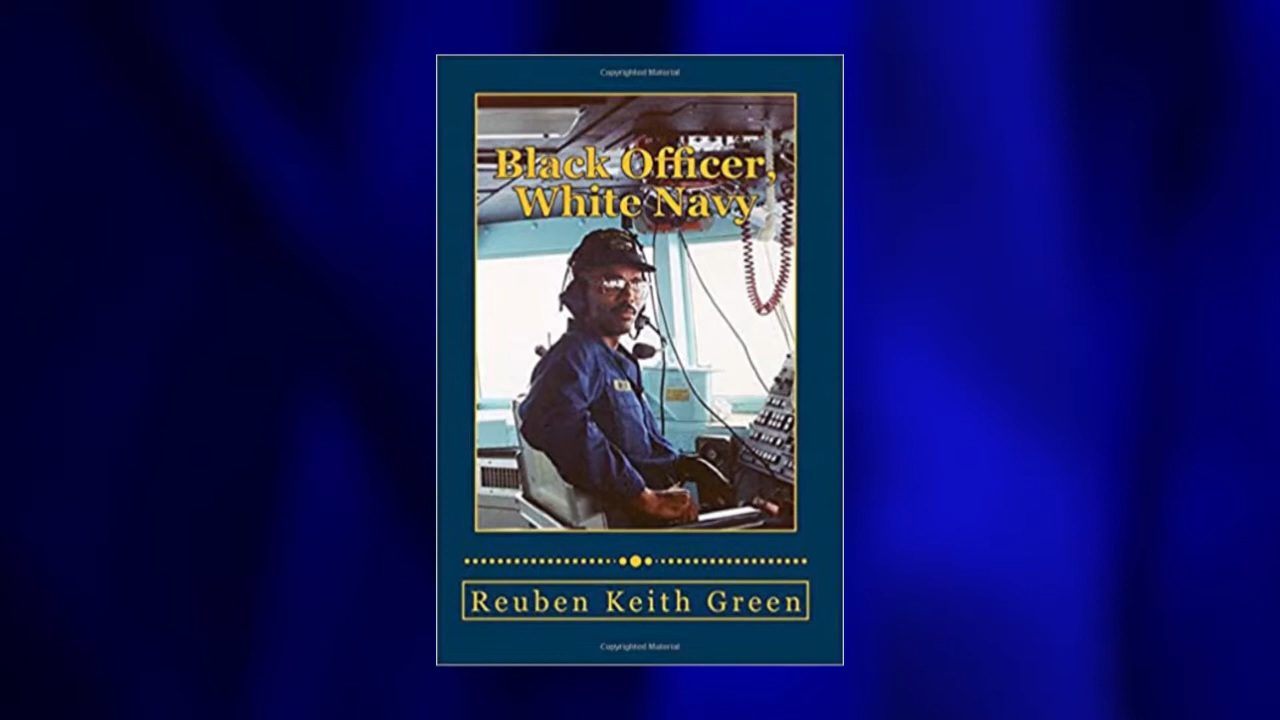 Copyrighted Material
Black Officer,
White Navy
Reuben Keith Green
Copyrighted Material